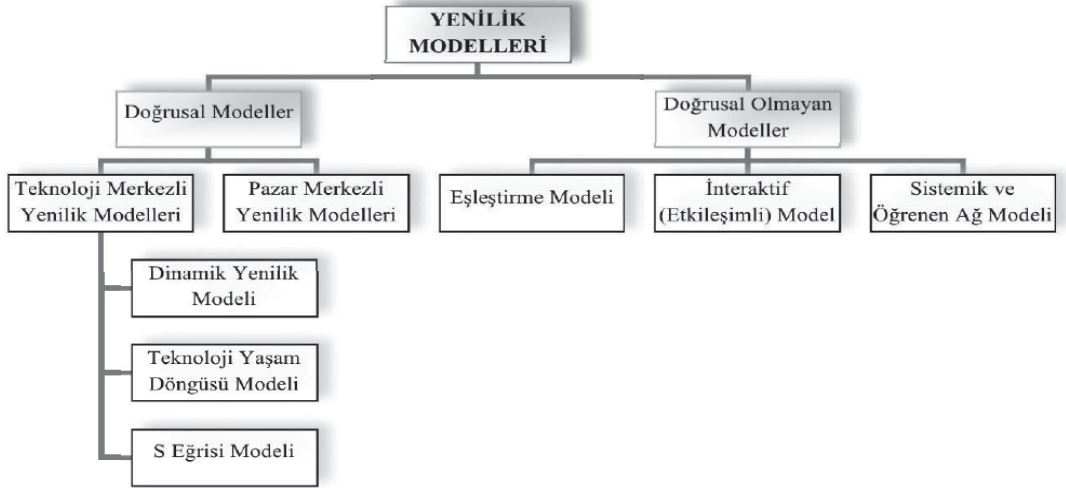 YENİLİK
MODELLERİ
Doğrusal Modeller
Doğrusal Olmayan
Modeller
Teknoloji Merkezli
Yenilik Modelleri
Pazar Merkezli
Yenilik Modelleri
Eşleştirme Modeli
İnteraktif
(Etkileşimli) Model
Sistemik ve
Öğrenen Ağ Modeli
Dinamik Yenilik
Modeli
Teknoloji Yaşam
Döngüsü Modeli
S Eğrisi Modeli